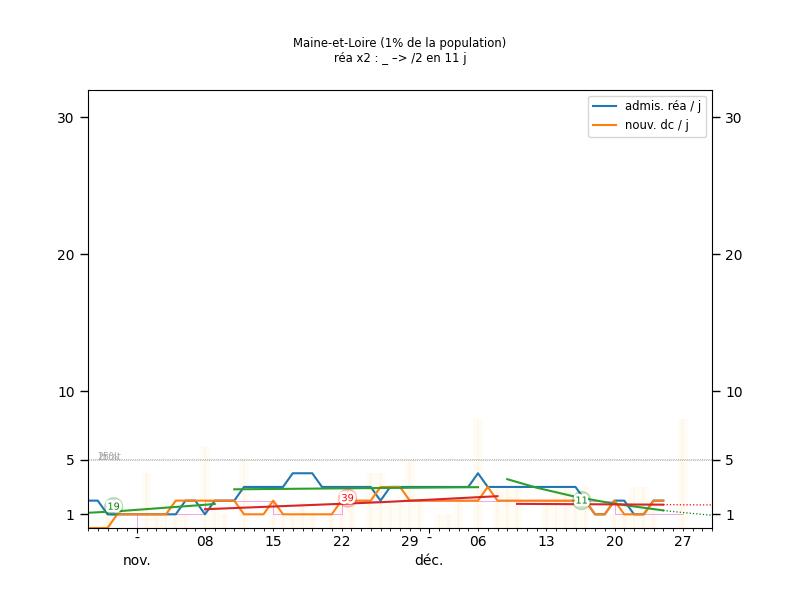 Maine-et-Loire (1% de la population)
réa x2 : _ –> /2 en 11 j
admis. réa / j
nouv. dc / j
30 30
20 20
10 10
5 5
1 1
19
39
11
- 08 15 22 29 - 06 13 20 27
nov. déc.